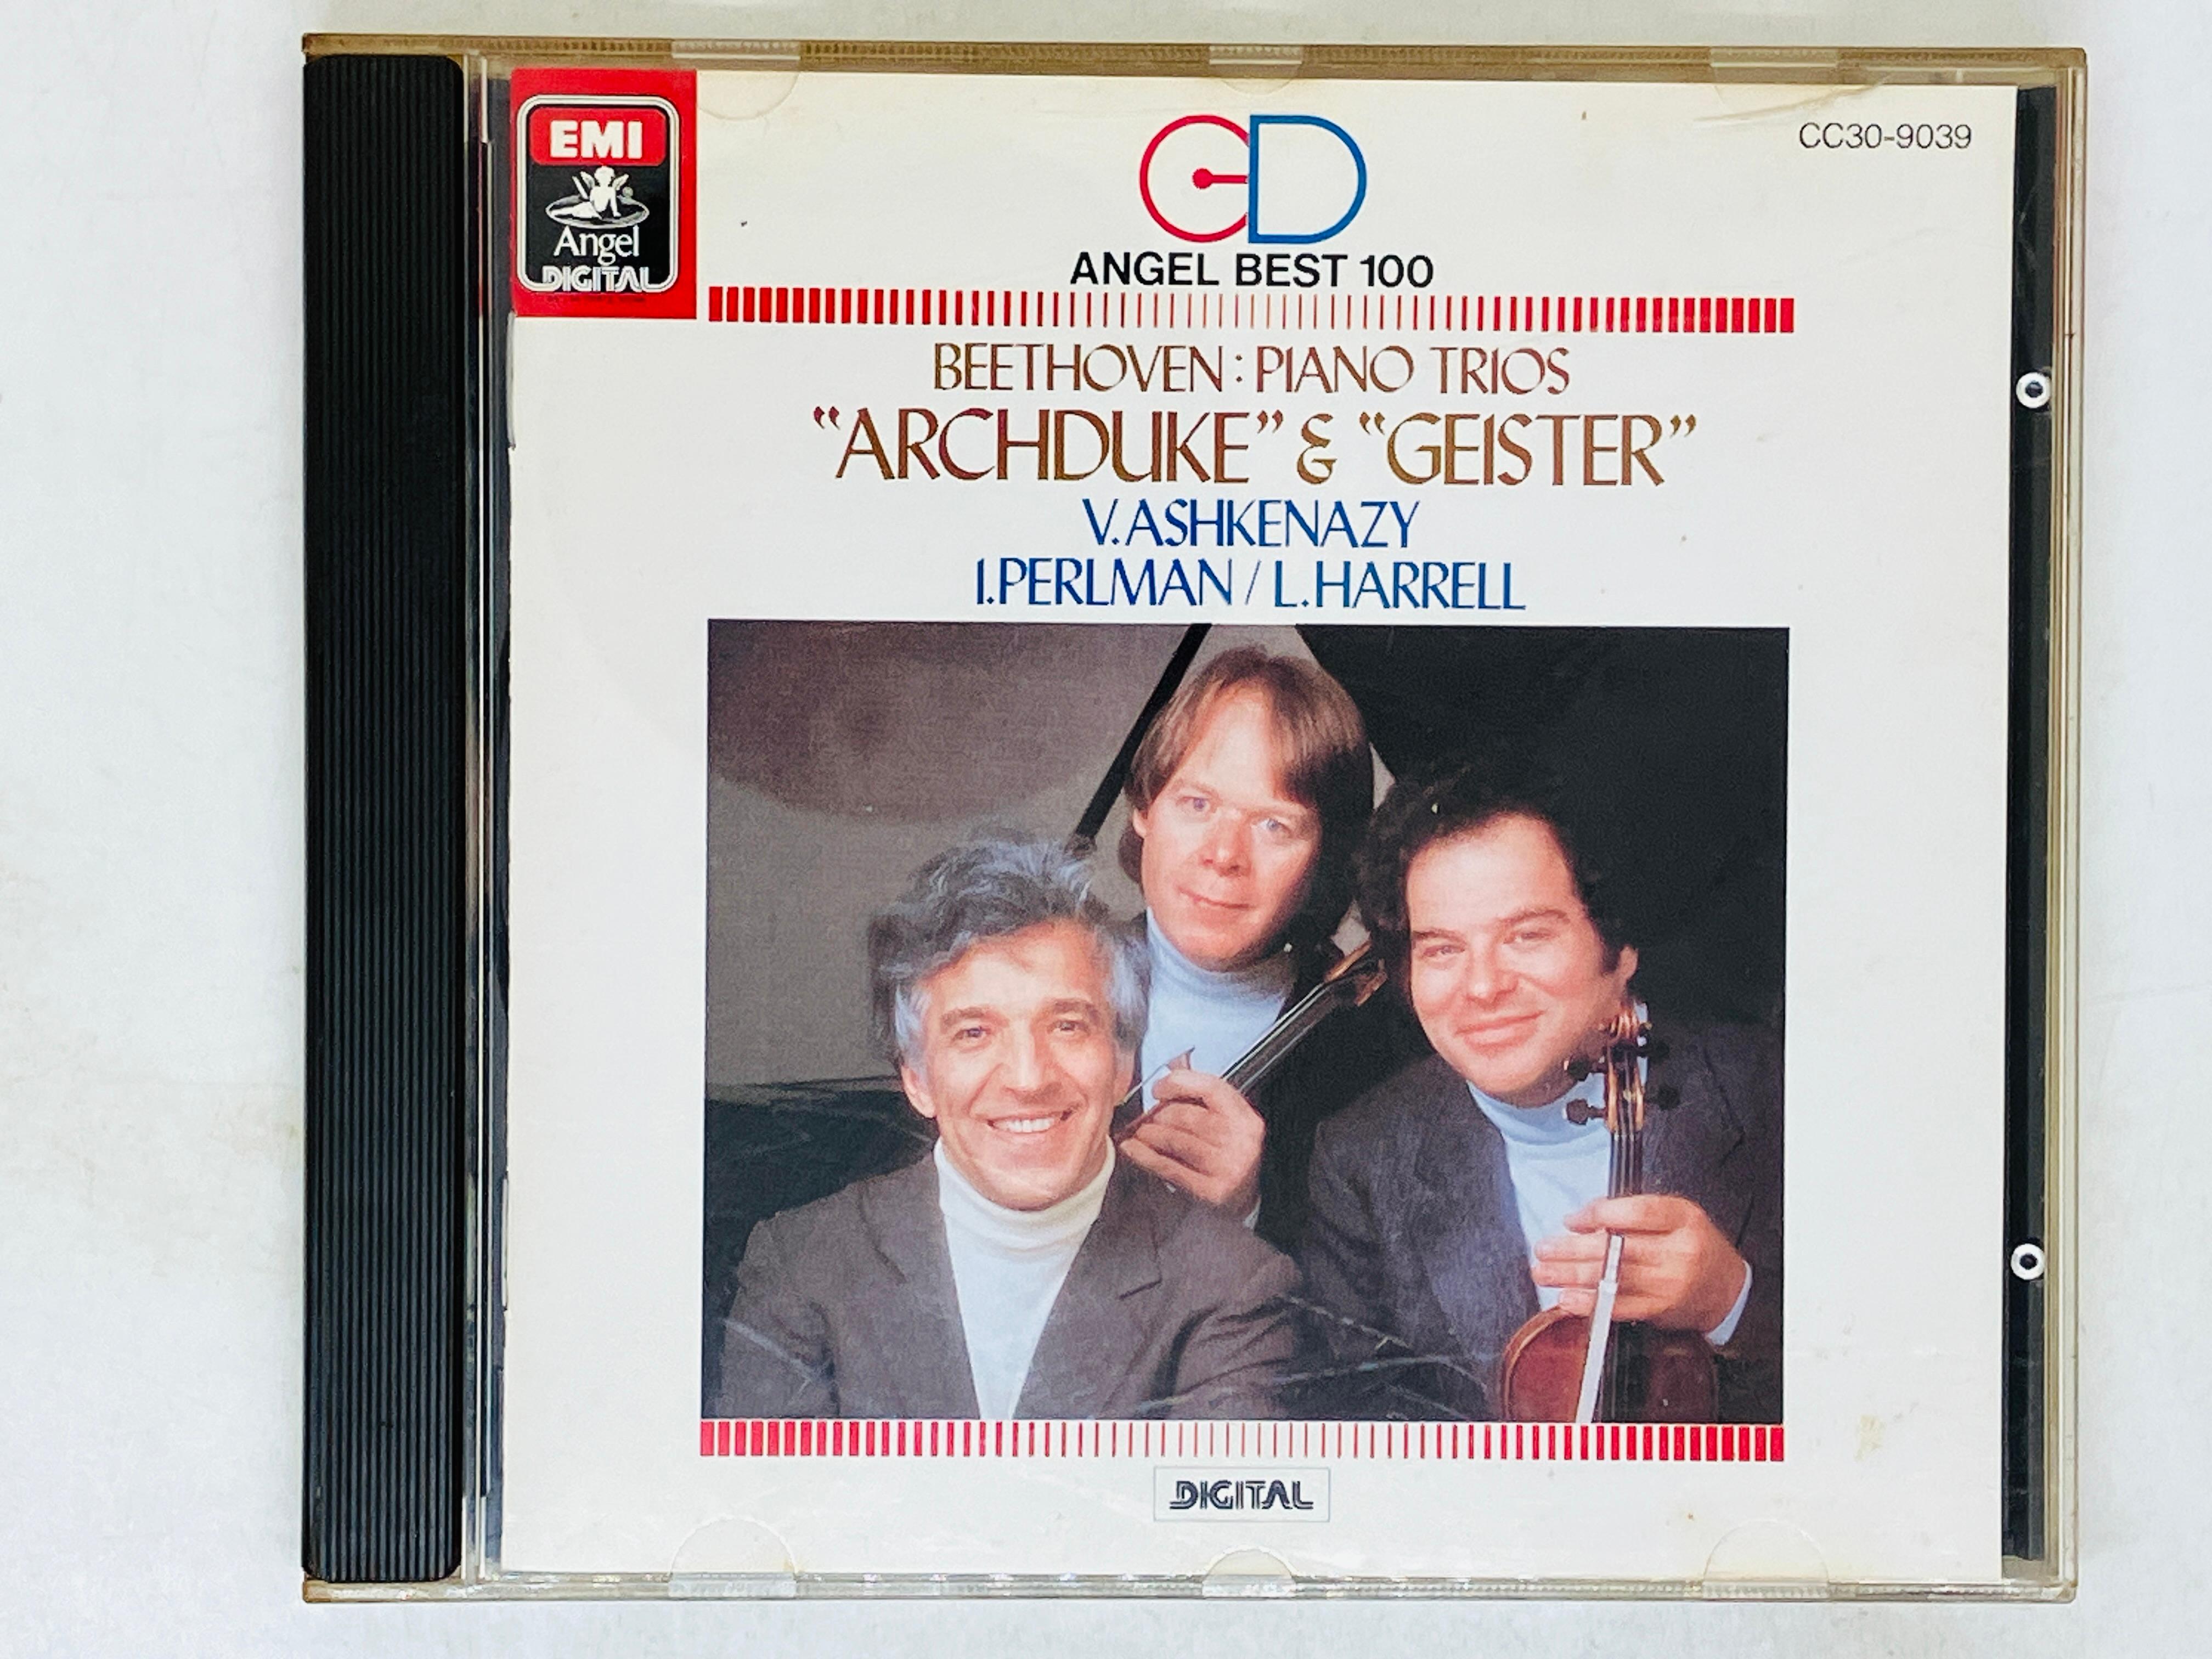 EMI
Angel
DIGITAL
CD
CC30-9039
ANGEL BEST 100
BEETHOVEN : PIANO TRIOS
“ARCHDUKE” & “GEISTER”
V. ASHKENAZY
I. PERLMAN / L. HARRELL
DIGITAL